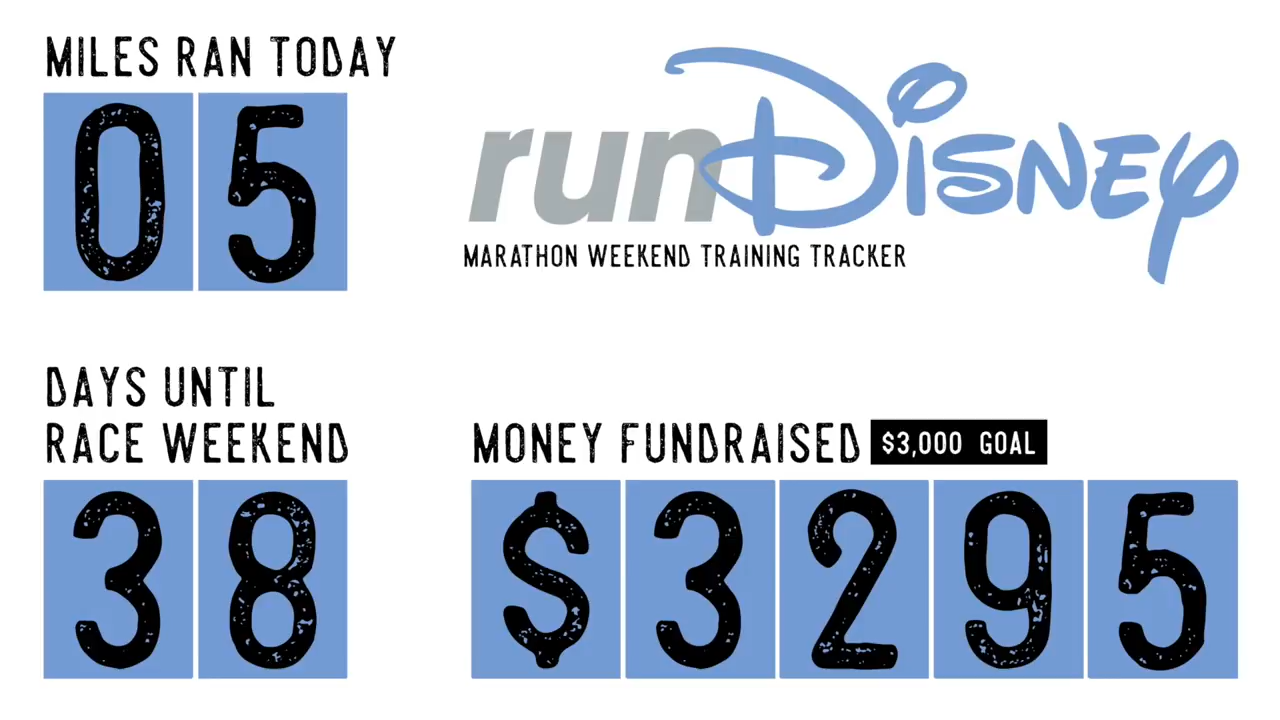 MILES RAN TODAY
05
runDisney
MARATHON WEEKEND TRAINING TRACKER
DAYS UNTIL
RACE WEEKEND
38
MONEY FUNDRAISED $3,000 GOAL
$3295